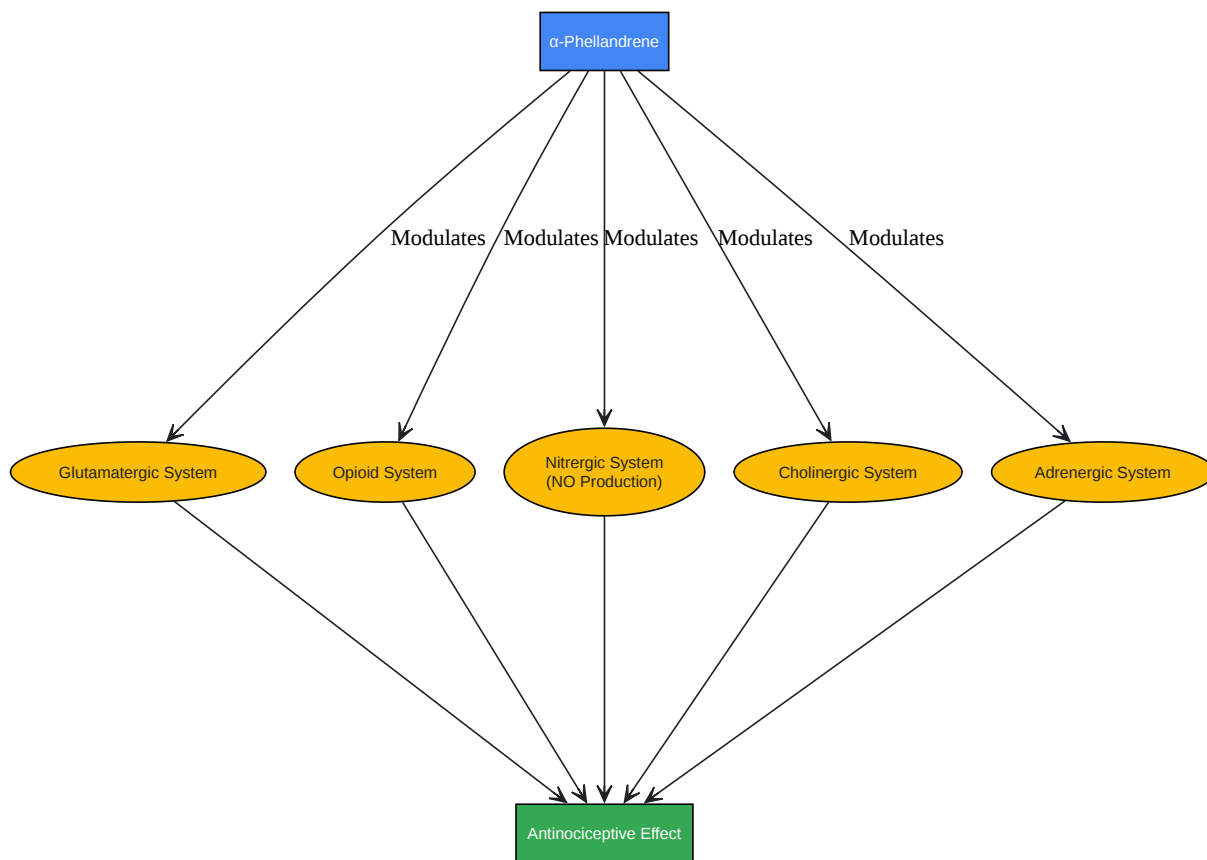 α-Phellandrene
Modulates
Modulates
Modulates
Modulates
Modulates
Glutamatergic System
Opioid System
Nitrergic System
(NO Production)
Cholinergic System
Adrenergic System
Antinociceptive Effect